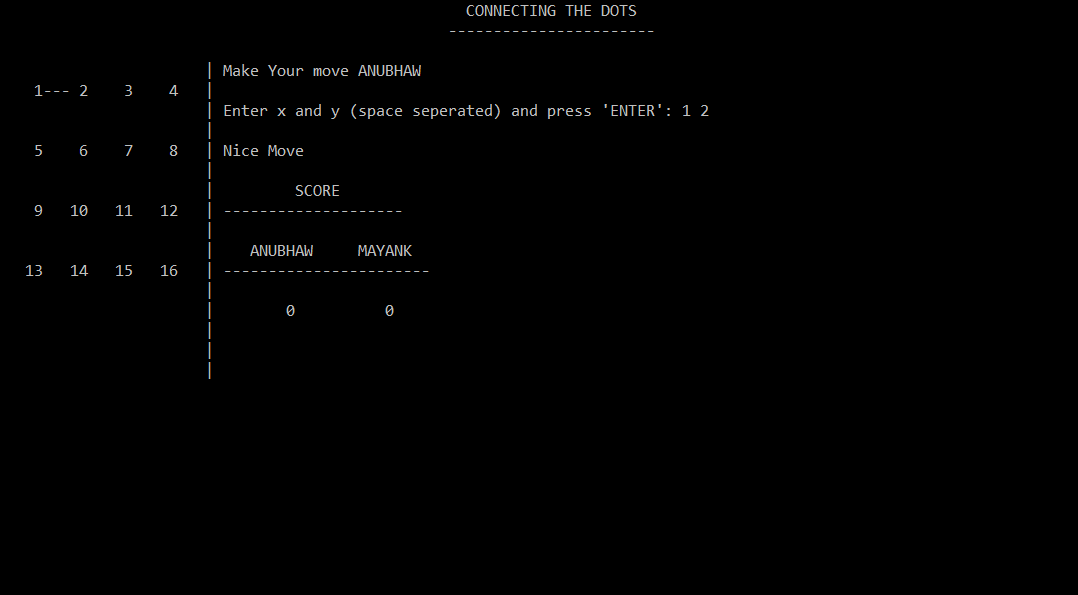 CONNECTING THE DOTS
-----------------------
| Make Your move ANUBHAW
1--- 2 3 4 |
| Enter x and y (space seperated) and press 'ENTER': 1 2
|
5 6 7 8 | Nice Move
|
| SCORE
9 10 11 12 | --------------------
|
| ANUBHAW MAYANK
13 14 15 16 | -----------------------
|
| 0 0
|
|
|